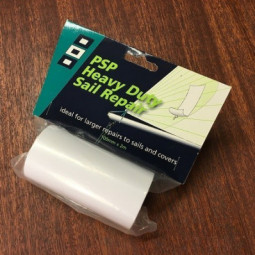 PSP
Heavy Duty
Sail Repair
ideal for larger repairs to sails and covers